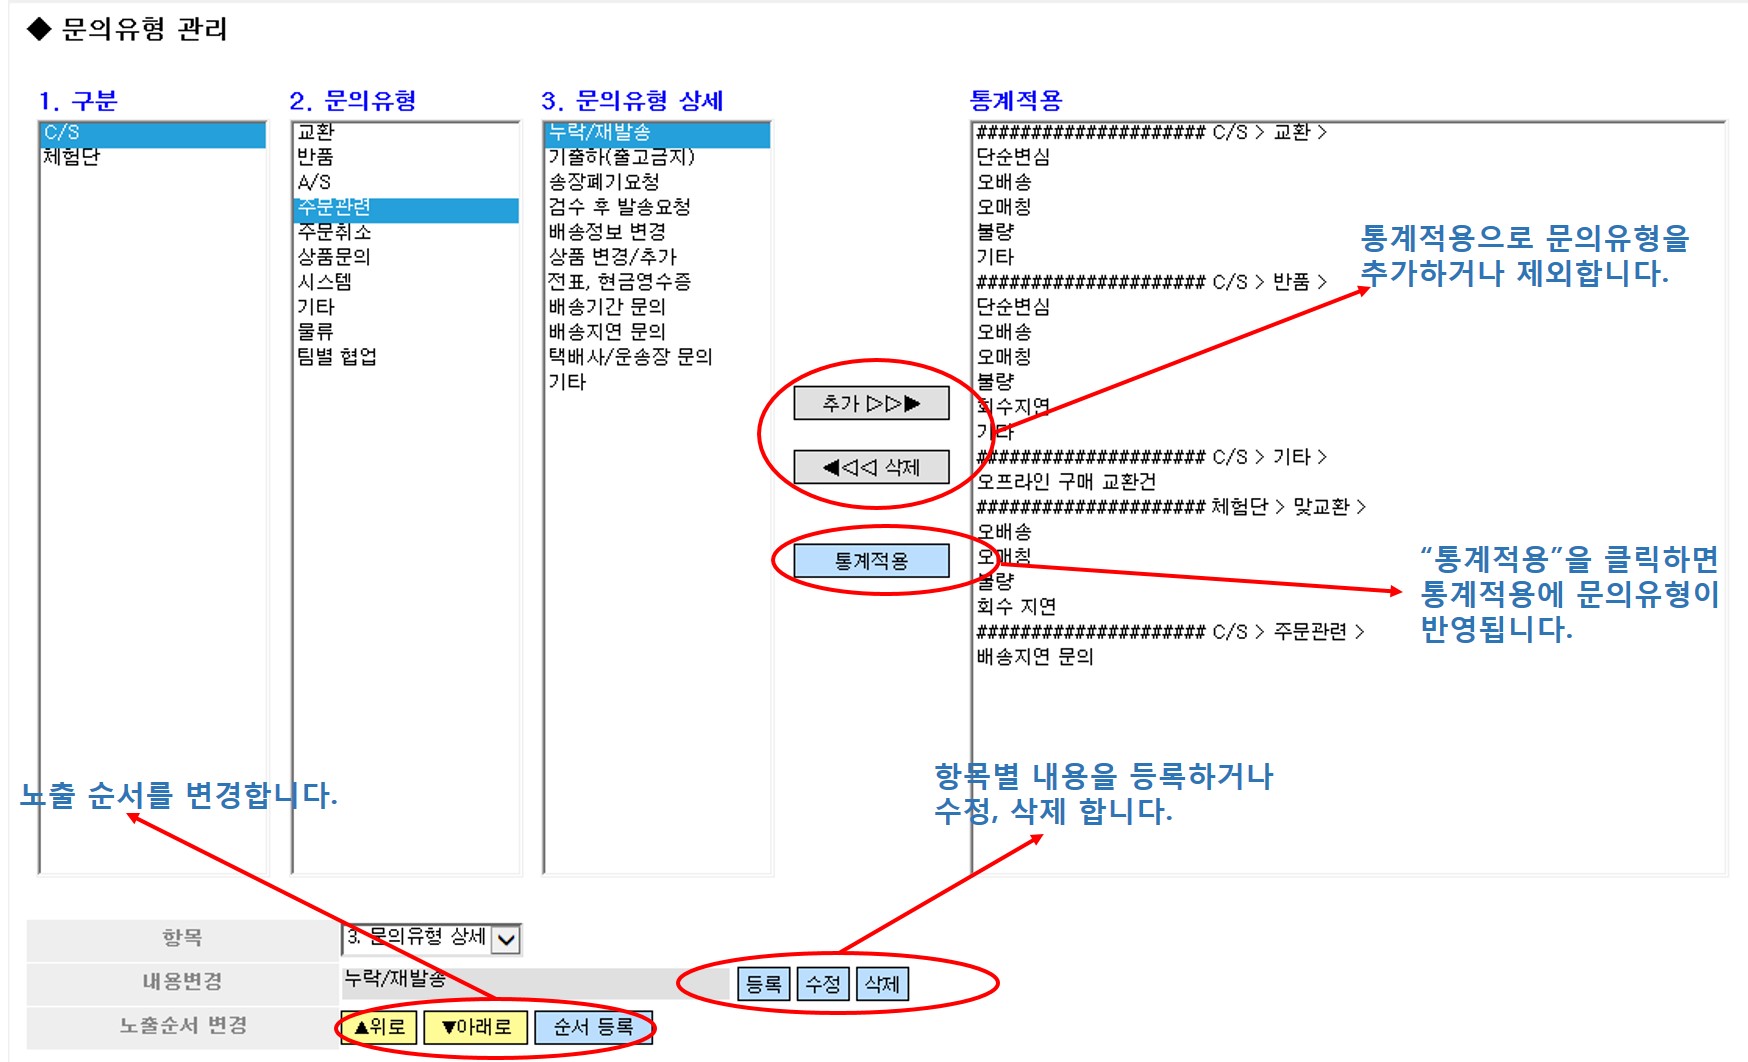 ◆ 문의유형 관리
1. 구분
C/S
체험단
2. 문의유형
교환
반품
A/S
주문관련
주문취소
상품문의
시스템
기타
물류
팀별 협업
3. 문의유형 상세
누락/재발송
기출하(출고금지)
송장폐기요청
검수 후 발송요청
배송정보 변경
상품 변경/추가
전표, 현금영수증
배송기간 문의
배송지연 문의
택배사/운송장 문의
기타
추가 ▷▷▶
◀◁◁ 삭제
통계적용
통계적용
##################### C/S > 교환 >
단순변심
오배송
오매칭
불량
기타
##################### C/S > 반품 >
단순변심
오배송
오매칭
불량
회수지연
기타
##################### C/S > 기타 >
오프라인 구매 교환건
##################### 체험단 > 맞교환 >
오배송
오매칭
불량
회수 지연
##################### C/S > 주문관련 >
배송지연 문의
통계적용으로 문의유형을
추가하거나 제외합니다.
“통계적용”을 클릭하면
통계적용에 문의유형이
반영됩니다.
노출 순서를 변경합니다.
항목별 내용을 등록하거나
수정, 삭제 합니다.
항목
3. 문의유형 상세
내용변경
누락/재발송
등록 수정 삭제
노출순서 변경
▲위로 ▼아래로 순서 등록